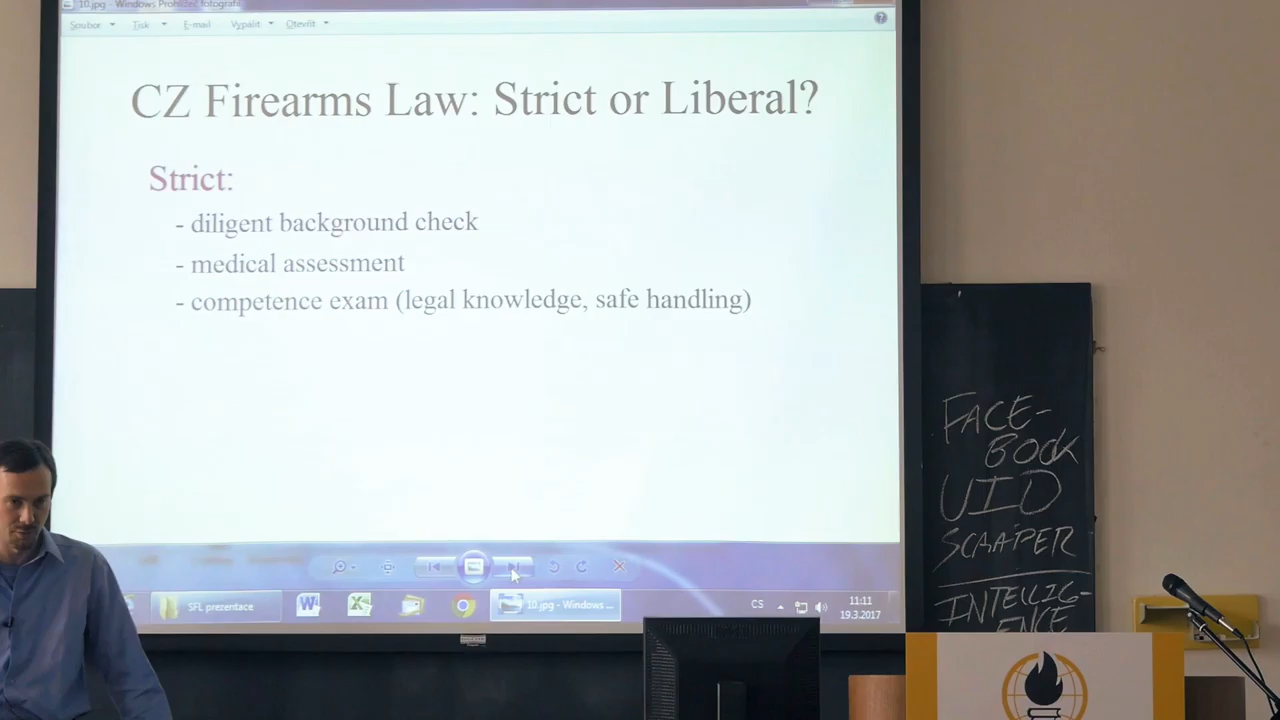 10.jpg - Windows Prohlížeč fotografií
Soubor Tisk E-mail Vypálit Otevřít
CZ Firearms Law: Strict or Liberal?
Strict:
- diligent background check
- medical assessment
- competence exam (legal knowledge, safe handling)
SFL prezentace
10.jpg - Windows ...
CS
11:11
19.3.2017
FACE-
BOOK
UID
SCRAPER
INTELLIG-
ENCE